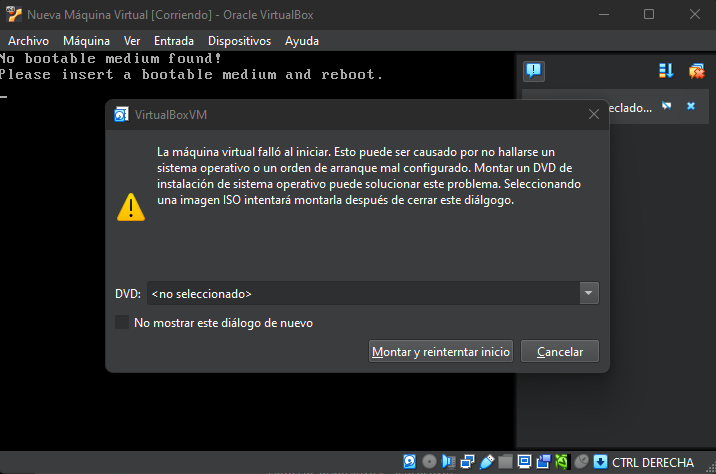 Nueva Máquina Virtual [Corriendo] - Oracle VirtualBox
Archivo Máquina Ver Entrada Dispositivos Ayuda
No bootable medium found!
Please insert a bootable medium and reboot.
eclado...
VirtualBoxVM
La máquina virtual falló al iniciar. Esto puede ser causado por no hallarse un
sistema operativo o un orden de arranque mal configurado. Montar un DVD de
instalación de sistema operativo puede solucionar este problema. Seleccionando
una imagen ISO intentará montarla después de cerrar este diálgogo.
DVD: <no seleccionado>
No mostrar este diálogo de nuevo
Montar y reinterntar inicio Cancelar
CTRL DERECHA